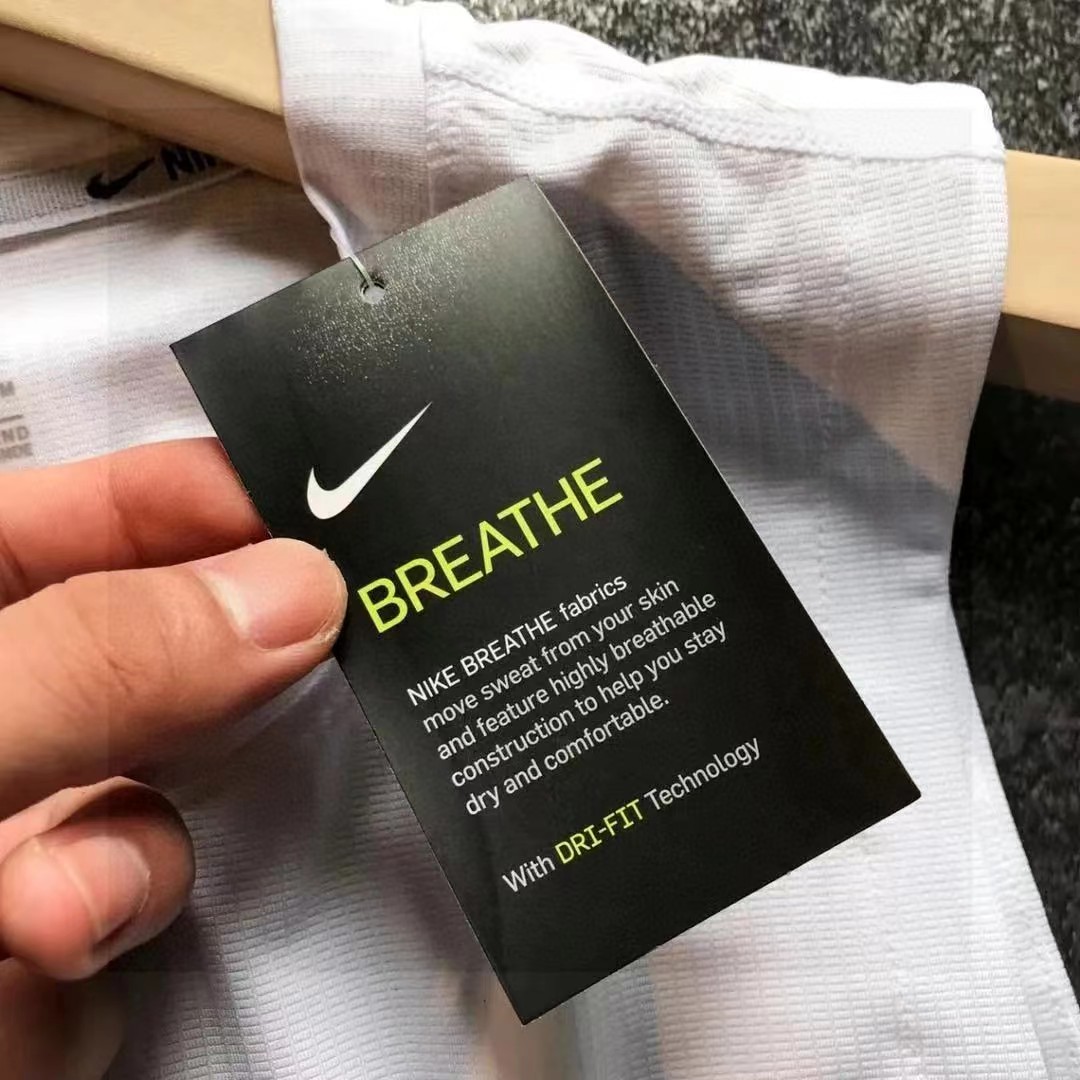 BREATHE
NIKE BREATHE fabrics
move sweat from your skin
and feature highly breathable
construction to help you stay
dry and comfortable.
With DRI-FIT Technology